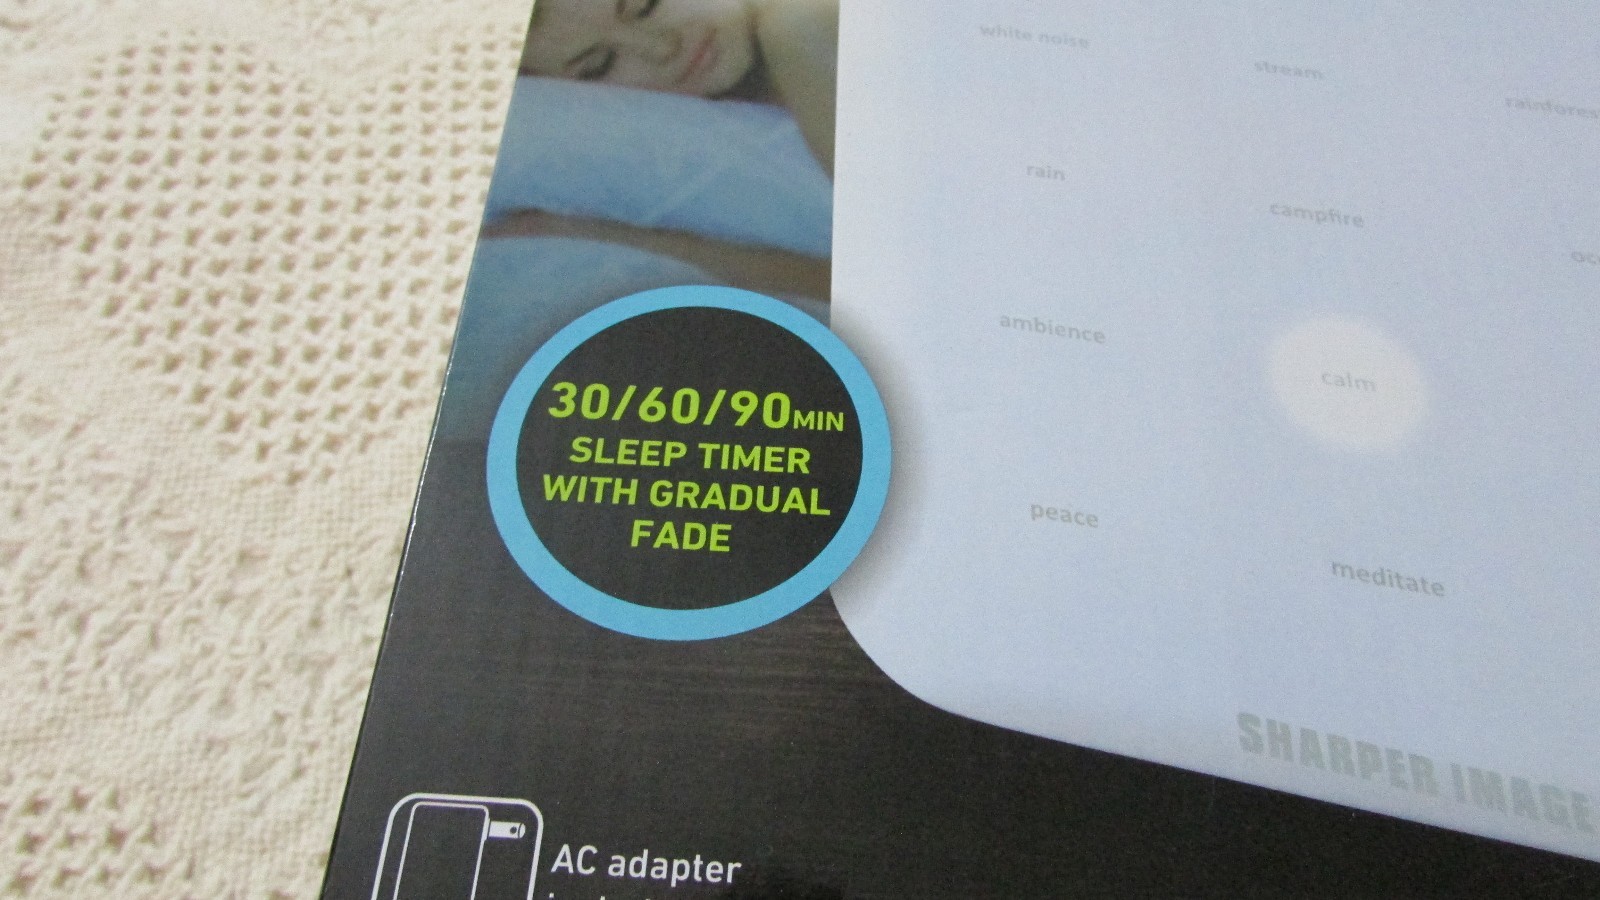 white noise
stream
rain
campfire
ambience
calm
peace
meditate
30/60/90MIN
SLEEP TIMER
WITH GRADUAL
FADE
SHARPER IMAGE
AC adapter